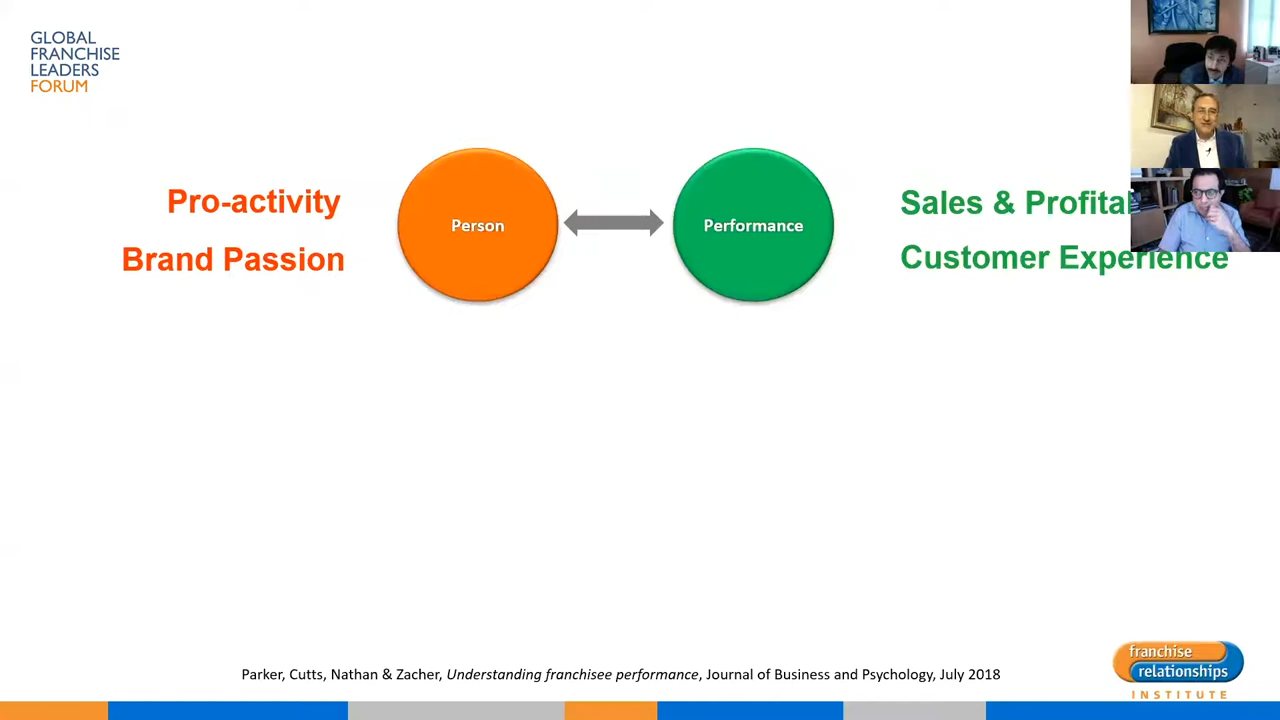 GLOBAL
FRANCHISE
LEADERS
FORUM
Pro-activity
Brand Passion
Person
Performance
Sales &
Customer Experience
Parker, Cutts, Nathan & Zacher, Understanding franchisee performance, Journal of Business and Psychology, July 2018
franchise
relationships
INSTITUTE